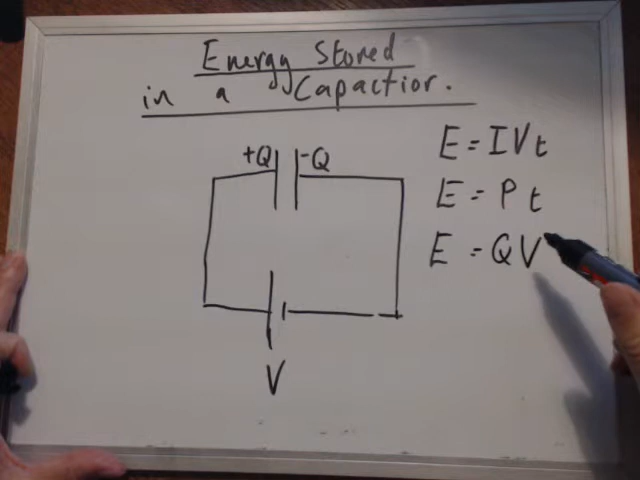 Energy Stored
in a Capactior.
+Q -Q
E = IVt
E = Pt
E = QV
V